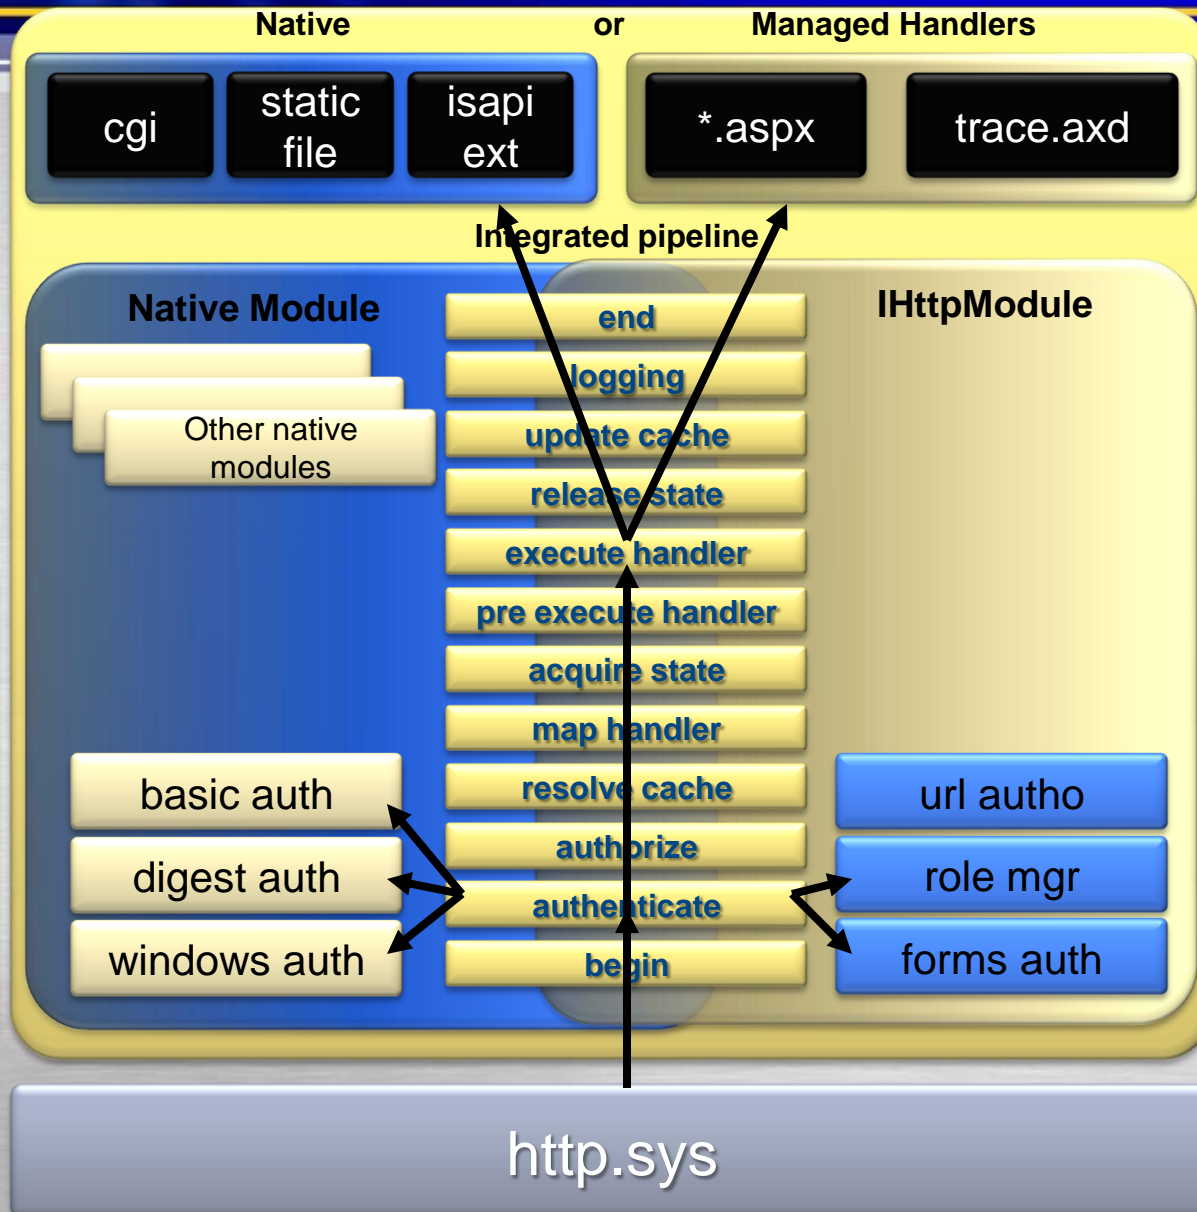 Native or Managed Handlers
cgi
static
file
isapi
ext
*.aspx
trace.axd
Integrated pipeline
Native Module
IHttpModule
Other native
modules
end
logging
update cache
release state
execute handler
pre execute handler
acquire state
map handler
resolve cache
authorize
authenticate
begin
basic auth
digest auth
windows auth
url autho
role mgr
forms auth
http.sys